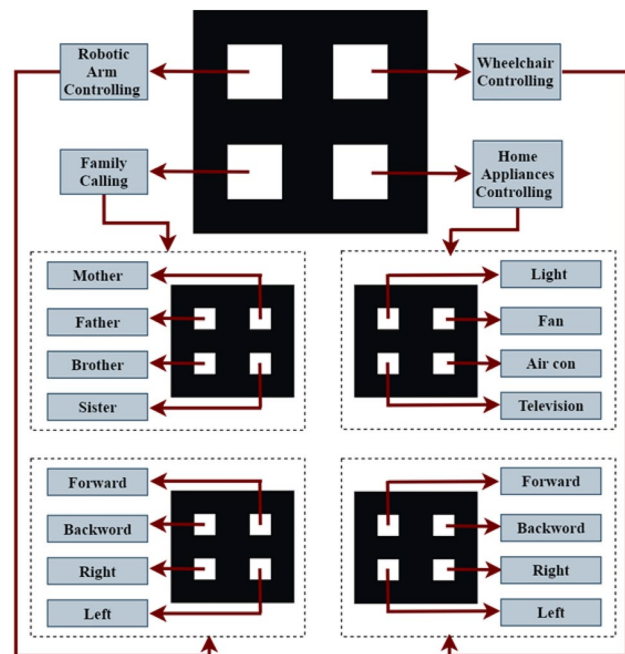 Robotic
Arm
Controlling
Wheelchair
Controlling
Family
Calling
Home
Appliances
Controlling
Mother
Father
Brother
Sister
Light
Fan
Air con
Television
Forward
Backword
Right
Left
Forward
Backword
Right
Left